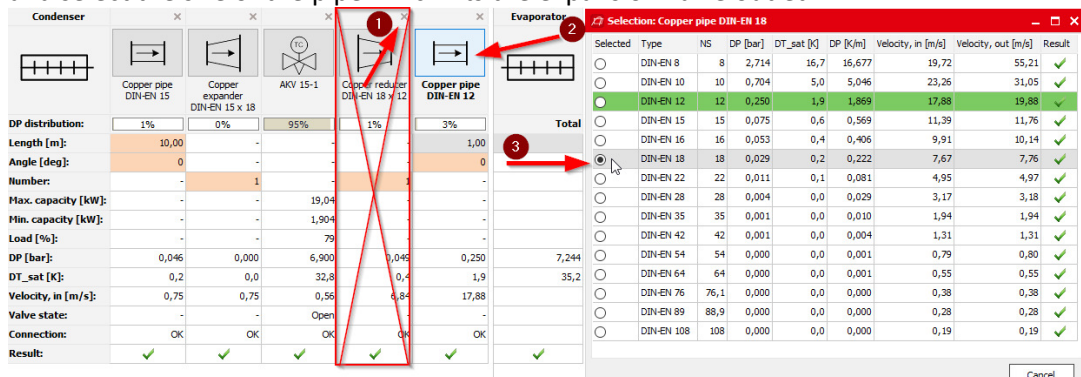 Condenser × × × × × Evaporator
1
2
Copper pipe DIN-EN 15
Copper expander DIN-EN 15 x 18
TC
AKV 15-1
Copper reducer DIN-EN 18 x 12
Copper pipe DIN-EN 12
DP distribution: 1% 0% 95% 1% 3% Total
Length [m]: 10,00 - - - 1,00
Angle [deg]: 0 - - - 0
Number: - 1 - 1 -
Max. capacity [kW]: - - 19,04 - -
Min. capacity [kW]: - - 1,904 - -
Load [%]: - - 79 - -
DP [bar]: 0,046 0,000 6,900 0,049 0,250 7,244
DT_sat [K]: 0,2 0,0 32,8 0,4 1,9 35,2
Velocity, in [m/s]: 0,75 0,75 0,56 6,84 17,88
Valve state: - - Open - -
Connection: OK OK OK OK OK
Result:
3
Selection: Copper pipe DIN-EN 18
Selected Type NS DP [bar] DT_sat [K] DP [K/m] Velocity, in [m/s] Velocity, out [m/s] Result
DIN-EN 8 8 2,714 16,7 16,677 19,72 55,21
DIN-EN 10 10 0,704 5,0 5,046 23,26 31,05
DIN-EN 12 12 0,250 1,9 1,869 17,88 19,88
DIN-EN 15 15 0,075 0,6 0,569 11,39 11,76
DIN-EN 16 16 0,053 0,4 0,406 9,91 10,14
DIN-EN 18 18 0,029 0,2 0,222 7,67 7,76
DIN-EN 22 22 0,011 0,1 0,081 4,95 4,97
DIN-EN 28 28 0,004 0,0 0,029 3,17 3,18
DIN-EN 35 35 0,001 0,0 0,010 1,94 1,94
DIN-EN 42 42 0,001 0,0 0,004 1,31 1,31
DIN-EN 54 54 0,000 0,0 0,001 0,79 0,80
DIN-EN 64 64 0,000 0,0 0,001 0,55 0,55
DIN-EN 76 76,1 0,000 0,0 0,000 0,38 0,38
DIN-EN 89 88,9 0,000 0,0 0,000 0,28 0,28
DIN-EN 108 108 0,000 0,0 0,000 0,19 0,19
Cancel